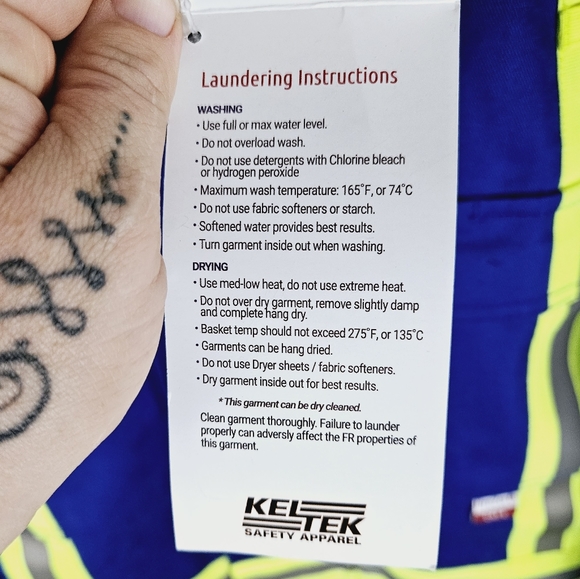 Laundering Instructions
WASHING
• Use full or max water level.
• Do not overload wash.
• Do not use detergents with Chlorine bleach
or hydrogen peroxide
• Maximum wash temperature: 165˚F, or 74˚C
• Do not use fabric softeners or starch.
• Softened water provides best results.
• Turn garment inside out when washing.
DRYING
• Use med-low heat, do not use extreme heat.
• Do not over dry garment, remove slightly damp
and complete hang dry.
• Basket temp should not exceed 275˚F, or 135˚C
• Garments can be hang dried.
• Do not use Dryer sheets / fabric softeners.
• Dry garment inside out for best results.
* This garment can be dry cleaned.
Clean garment thoroughly. Failure to launder
properly can adversly affect the FR properties of
this garment.
KEL
TEK
SAFETY APPAREL